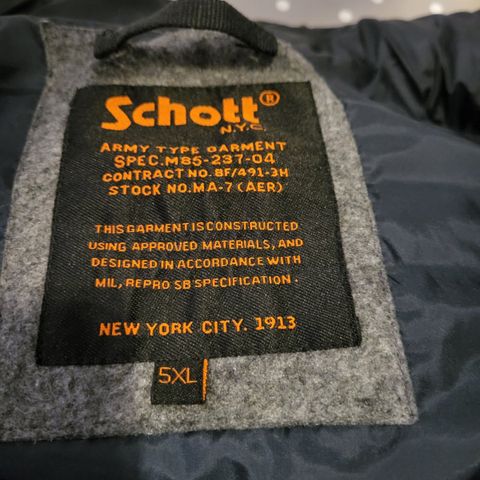 Schott®
N.Y.C.
ARMY TYPE GARMENT
SPEC.M85-237-04
CONTRACT NO.8F/491-3H
STOCK NO.MA-7 (AER)
THIS GARMENT IS CONSTRUCTED
USING APPROVED MATERIALS, AND
DESIGNED IN ACCORDANCE WITH
MIL, REPRO SB SPECIFICATION.
NEW YORK CITY. 1913
5XL